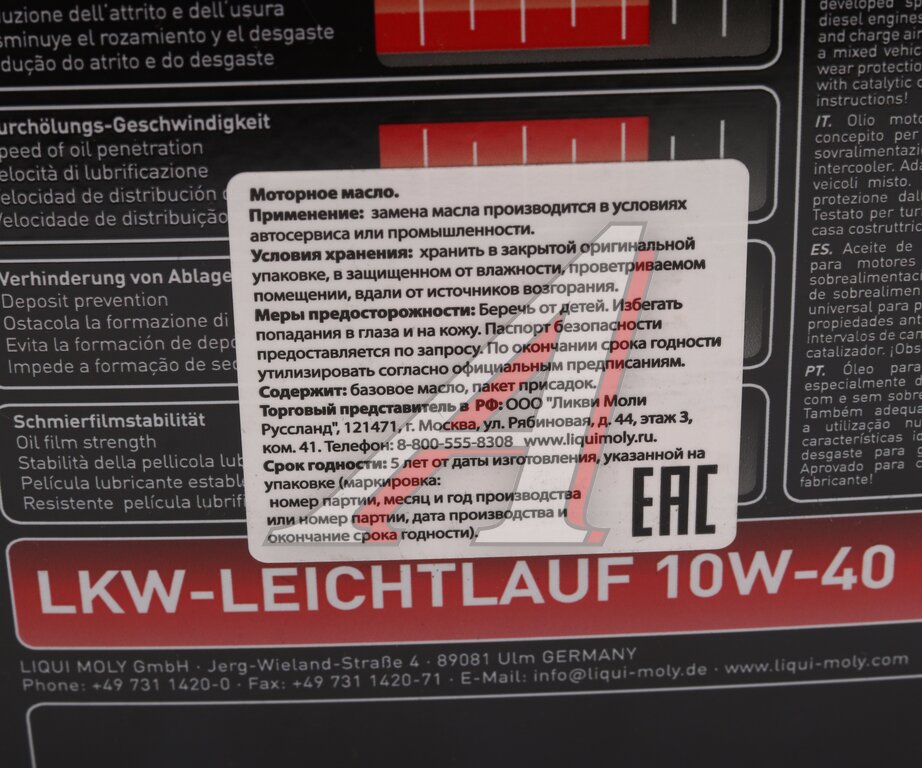 uzione dell'attrito e dell'usura
sminuye el rozamiento y el desgaste
dução do atrito e do desgaste
urchölungs-Geschwindigkeit
peed of oil penetration
elocità di lubrificazione
elocidad de distribución
elocidade de distribuição
Verhinderung von Ablage
Deposit prevention
Ostacola la formazione di
Evita la formación de depo
Impede a formação de sed
Schmierfilmstabilität
Oil film strength
Stabilità della pellicola lub
Película lubricante estable
Resistente película lubrifi
Моторное масло.
Применение: замена масла производится в условиях
автосервиса или промышленности.
Условия хранения: хранить в закрытой оригинальной
упаковке, в защищенном от влажности, проветриваемом
помещении, вдали от источников возгорания.
Меры предосторожности: Беречь от детей. Избегать
попадания в глаза и на кожу. Паспорт безопасности
предоставляется по запросу. По окончании срока годности
утилизировать согласно официальным предписаниям.
Содержит: базовое масло, пакет присадок.
Торговый представитель в РФ: ООО "Ликви Моли
Руссланд", 121471, г. Москва, ул. Рябиновая, д. 44, этаж 3,
ком. 41. Телефон: 8-800-555-8308 www.liquimoly.ru.
Срок годности: 5 лет от даты изготовления, указанной на
упаковке (маркировка:
номер партии, месяц и год производства
или номер партии, дата производства и
окончание срока годности).
EAC
developed sp
diesel engines
and charge air
a mixed vehic
wear protectio
with catalytic c
instructions!
IT. Olio moto
concepito per
sovralimentazi
intercooler. Ada
veicoli misto.
protezione dall
Testato per tur
casa costruttric
ES. Aceite de
para motores
sobrealimentac
de sobrealimen
universal para p
propiedades ant
intervalos de can
catalizador. ¡Obs
PT. Óleo para
especialmente
com e sem sobre
Também adequ
a utilização nu
características
desgaste para g
Aprovado para
fabricante!
LKW-LEICHTLAUF 10W-40
LIQUI MOLY GmbH · Jerg-Wieland-Straße 4 · 89081 Ulm GERMANY
Phone: +49 731 1420-0 · Fax: +49 731 1420-71 · E-Mail: info@liqui-moly.de · www.liqui-moly.com